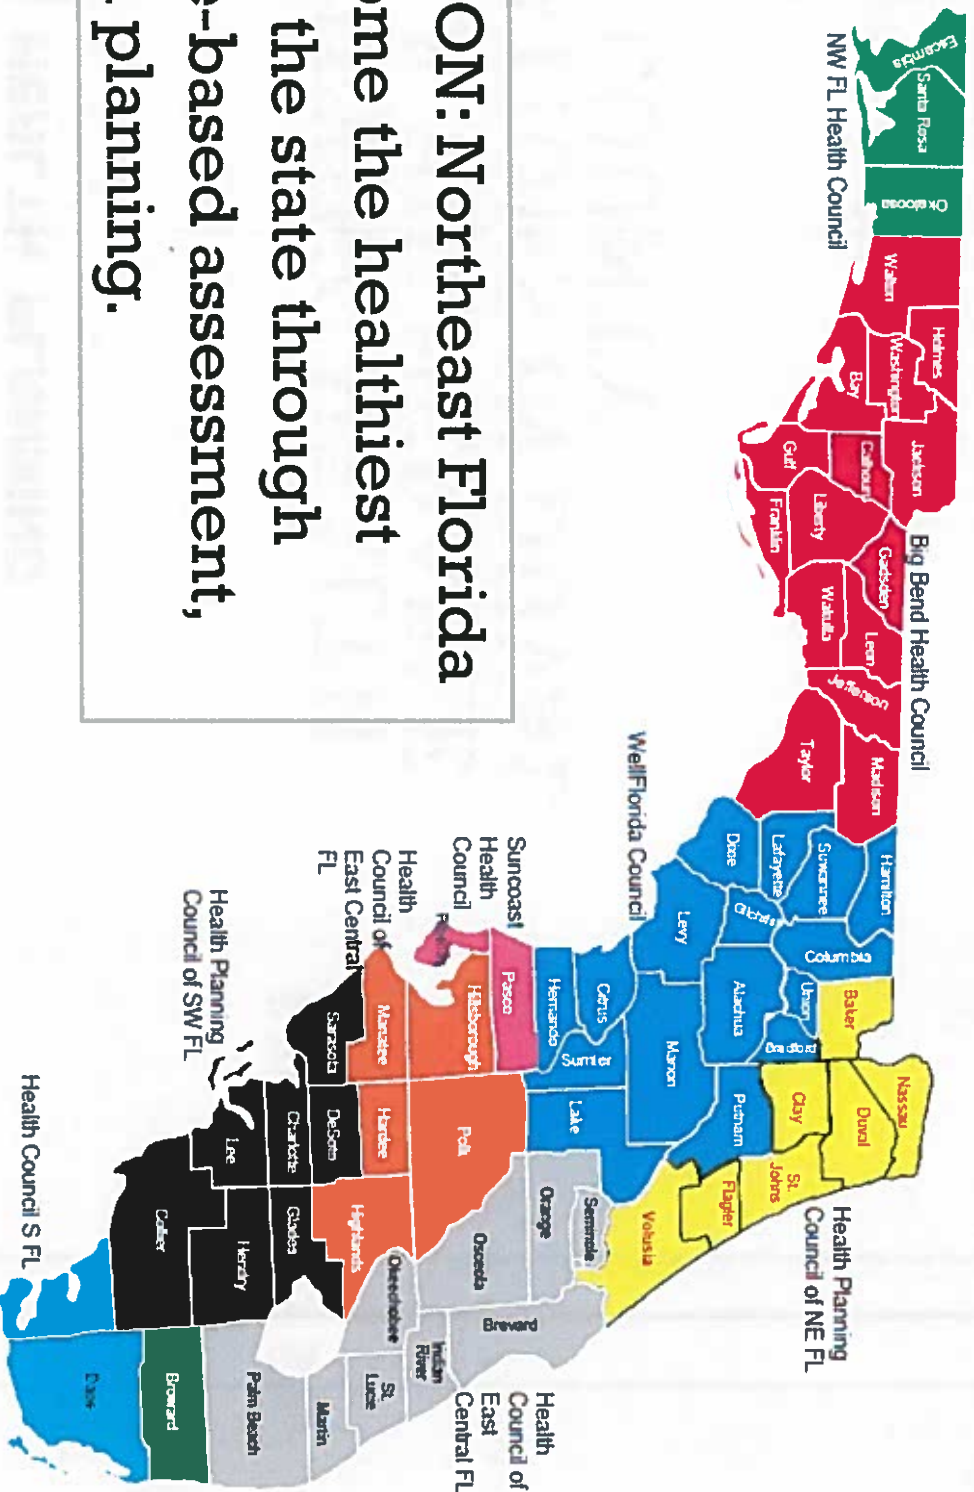 Escambia
Santa Rosa
Okaloosa
NW FL Health Council
Walton
Holmes
Washington
Bay
Jackson
Calhoun
Gulf
Liberty
Franklin
Gadsden
Big Bend Health Council
Wakulla
Leon
Jefferson
Madison
Taylor
WellFlorida Council
Hamilton
Suwannee
Lafayette
Dixie
Columbia
Gilchrist
Levy
Union
Bradford
Alachua
Baker
Nassau
Duval
Clay
St.
Johns
Putnam
Flagler
Volusia
Health Planning
Council of NE FL
Marion
Citrus
Hernando
Sumter
Lake
Suncoast
Health
Council
Pasco
Health
Council of
East Central
FL
Hillsborough
Manatee
Polk
Hardee
Highlands
Seminole
Orange
Osceola
Brevard
Indian
River
Okeechobee
St.
Lucie
Martin
Palm Beach
Health
Council of
East
Central FL
Health Planning
Council of SW FL
Sarasota
DeSoto
Charlotte
Glades
Lee
Hendry
Collier
Broward
Dade
Health Council S FL
ON: Northeast Florida
ome the healthiest
the state through
e-based assessment,
planning.